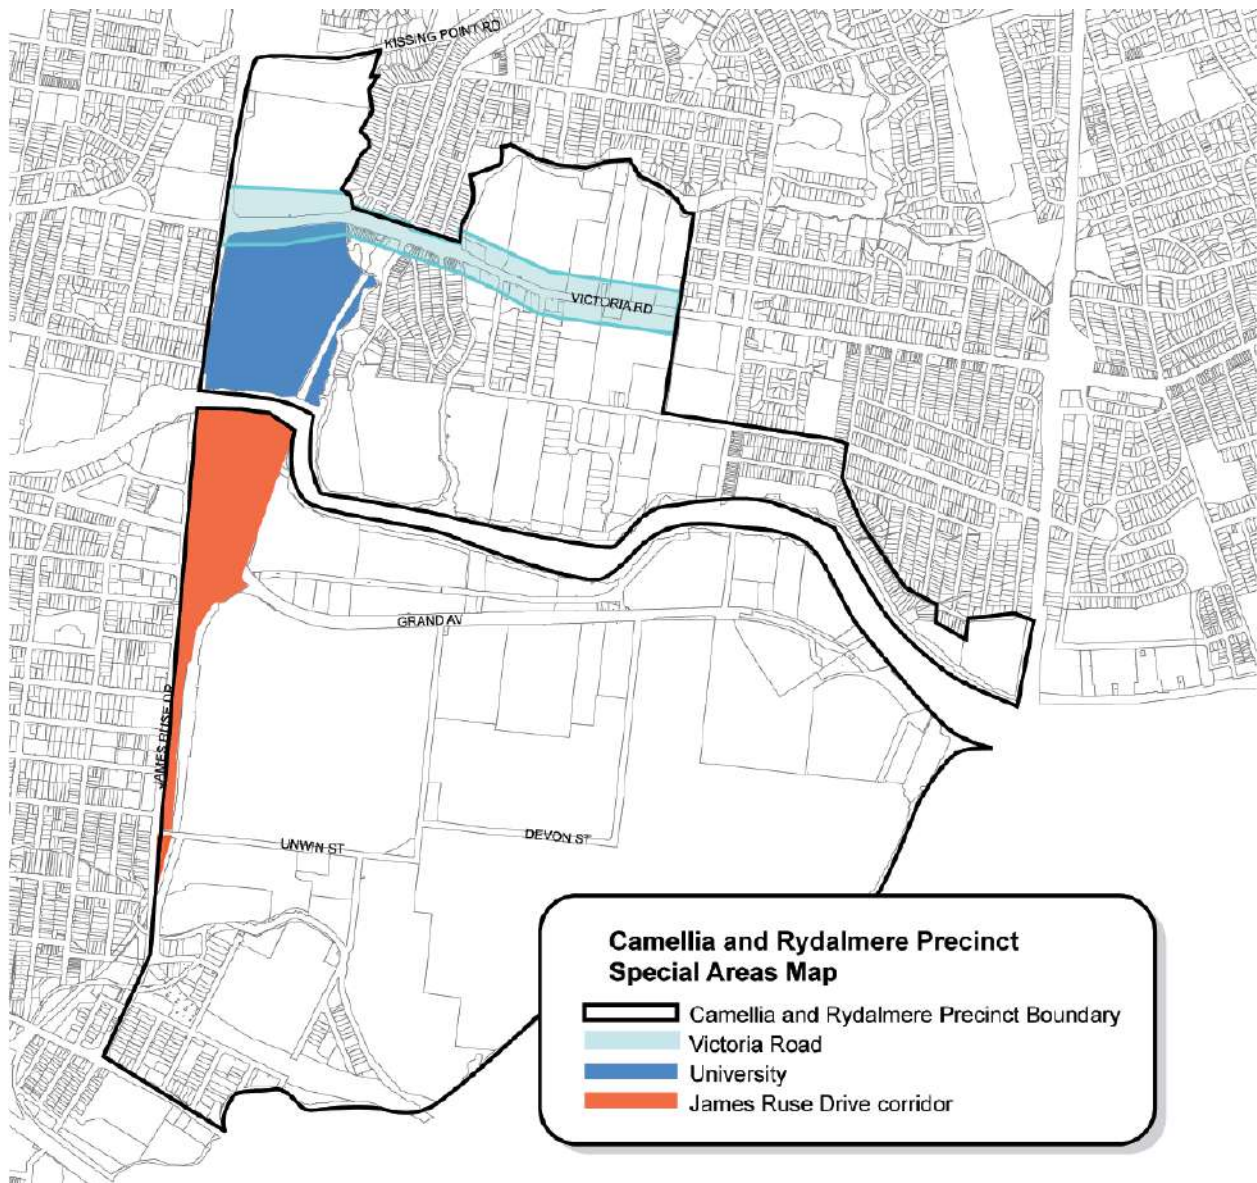 KISSING POINT RD
VICTORIA RD
GRAND AV
JAMES RUSE DR
UNWIN ST
DEVON ST
Camellia and Rydalmere Precinct
Special Areas Map
Camellia and Rydalmere Precinct Boundary
Victoria Road
University
James Ruse Drive corridor